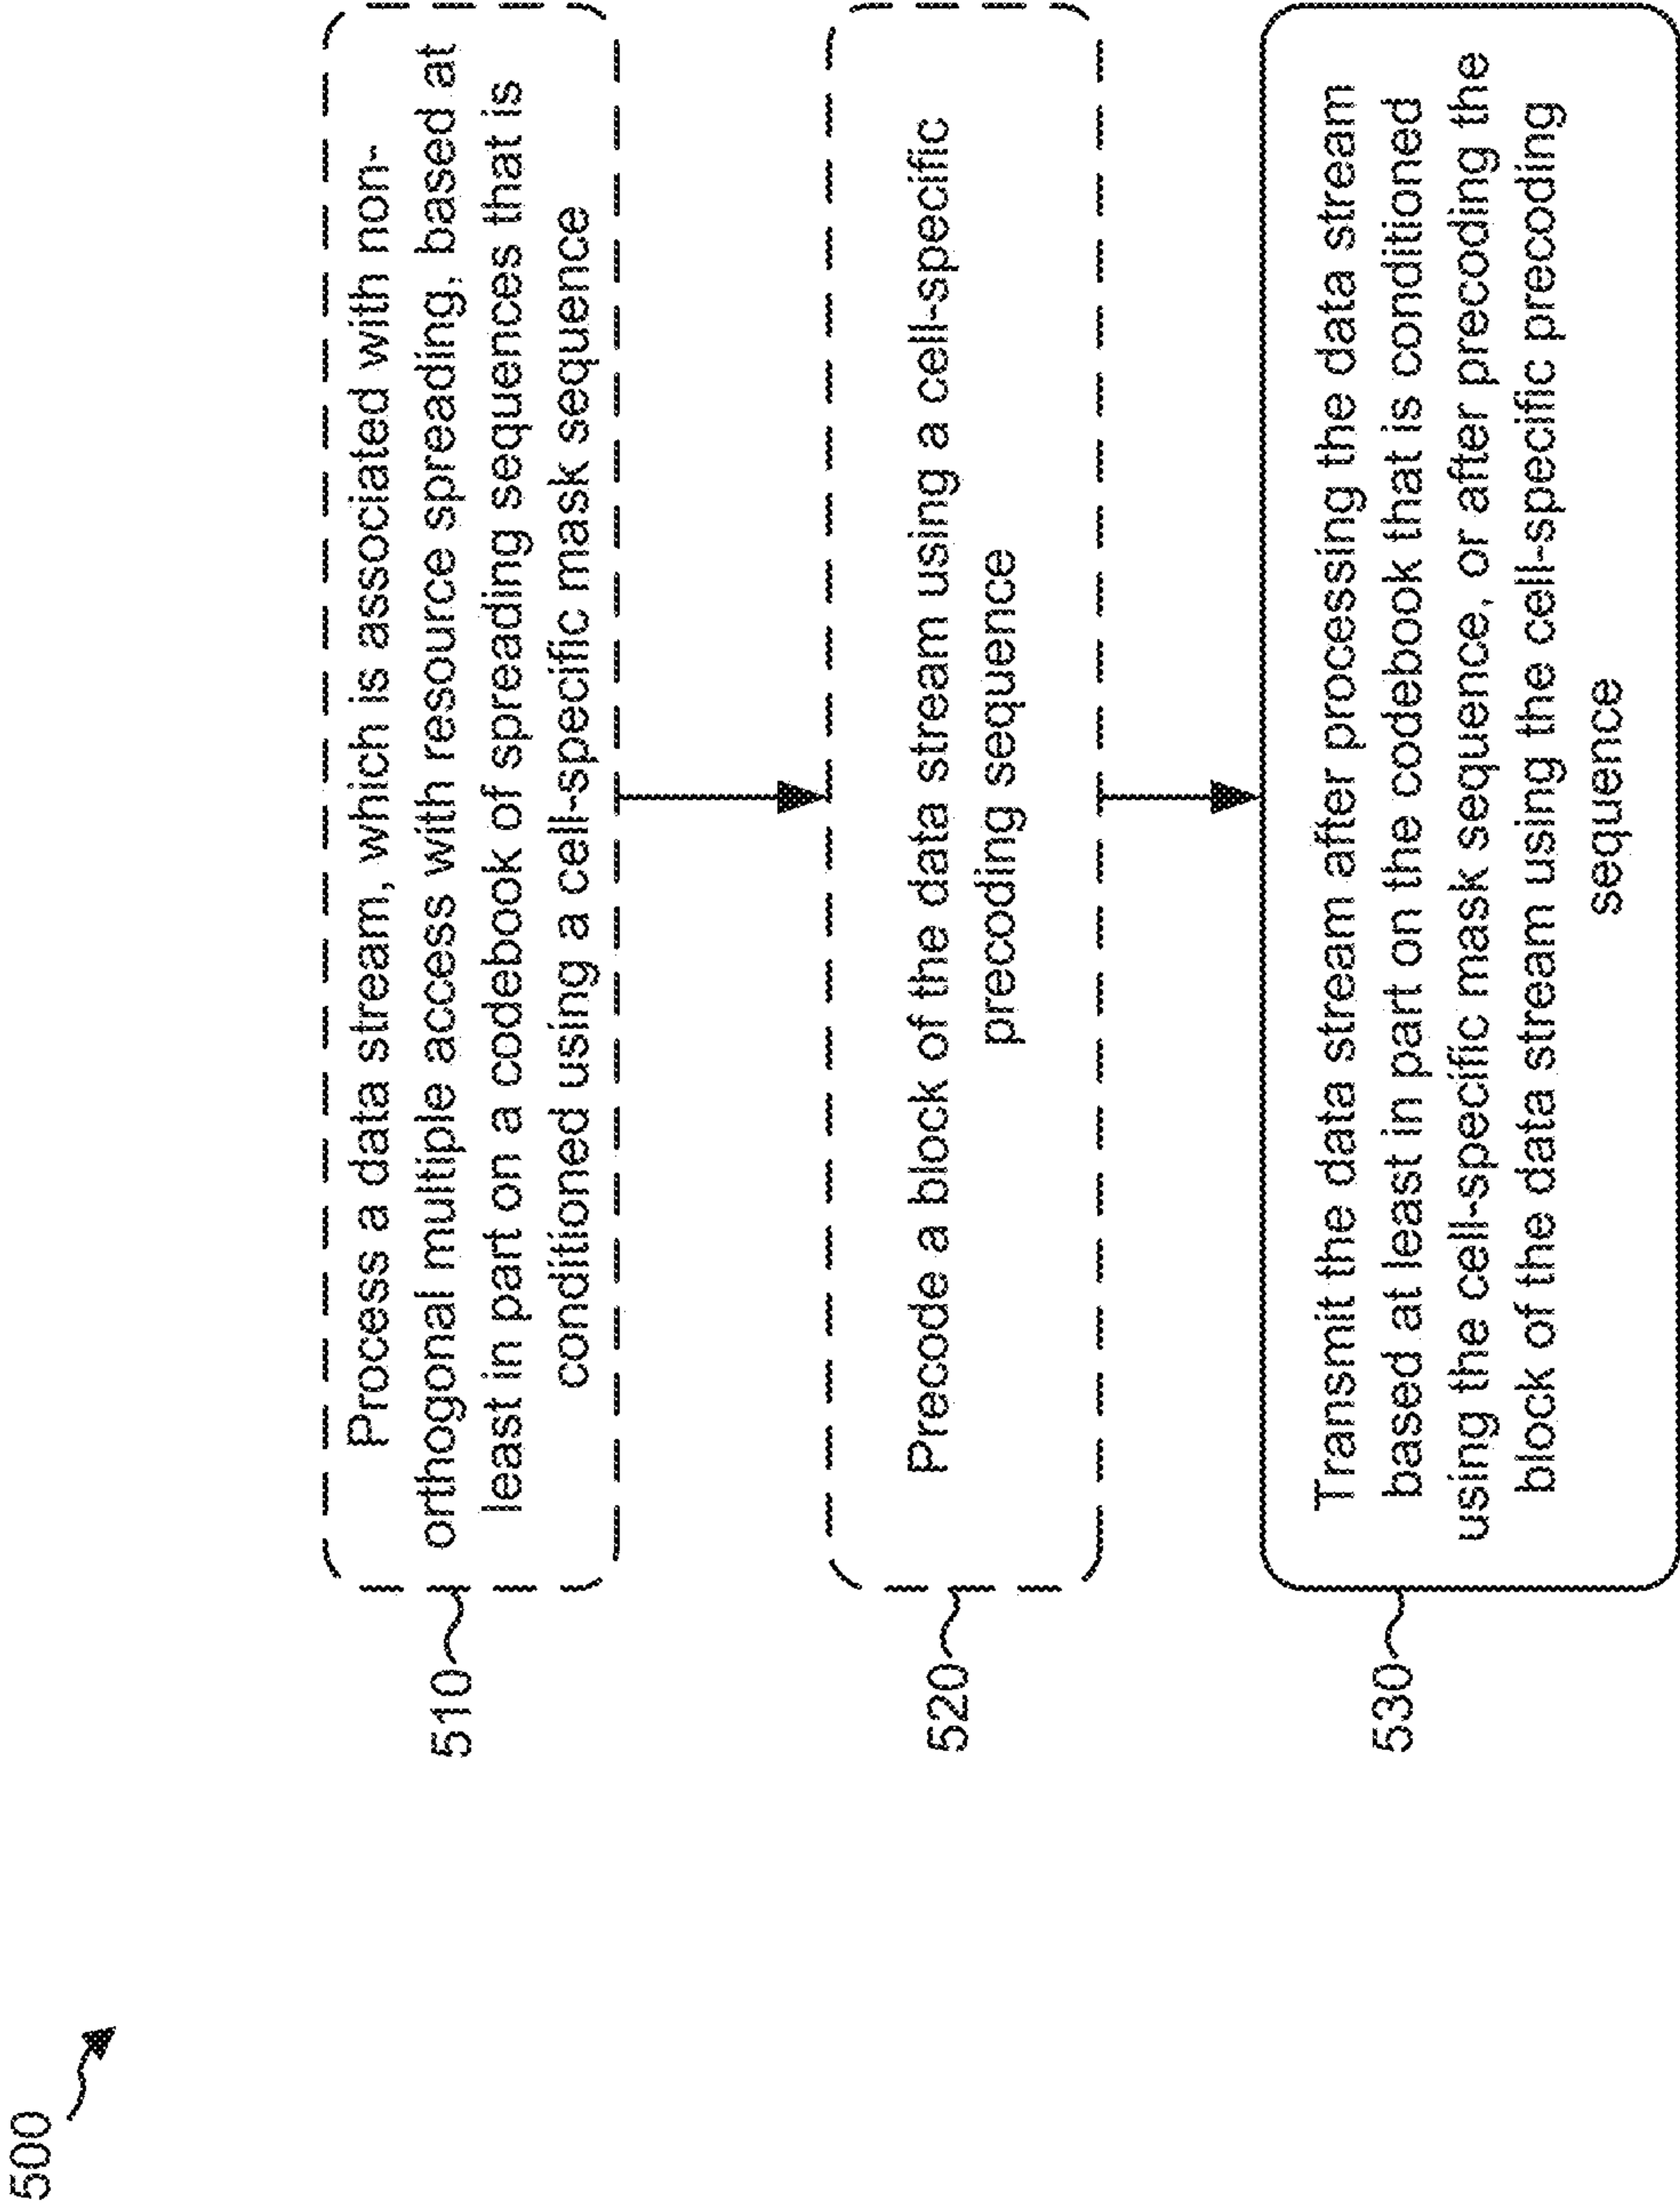 500
510
Process a data stream, which is associated with non-
orthogonal multiple access with resource spreading, based at
least in part on a codebook of spreading sequences that is
conditioned using a cell-specific mask sequence
520
Precode a block of the data stream using a cell-specific
precoding sequence
530
Transmit the data stream after processing the data stream
based at least in part on the codebook that is conditioned
using the cell-specific mask sequence, or after precoding the
block of the data stream using the cell-specific precoding
sequence